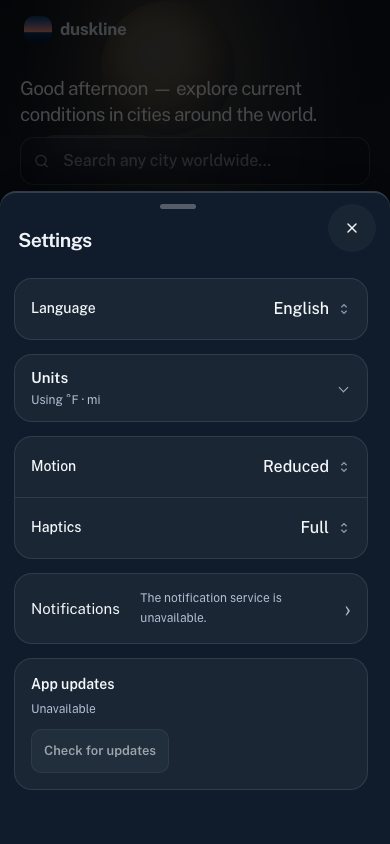 duskline
Good afternoon — explore current
conditions in cities around the world.
Search any city worldwide...
Settings
Language
English
Units
Using °F · mi
Motion
Reduced
Haptics
Full
Notifications
The notification service is
unavailable.
App updates
Unavailable
Check for updates